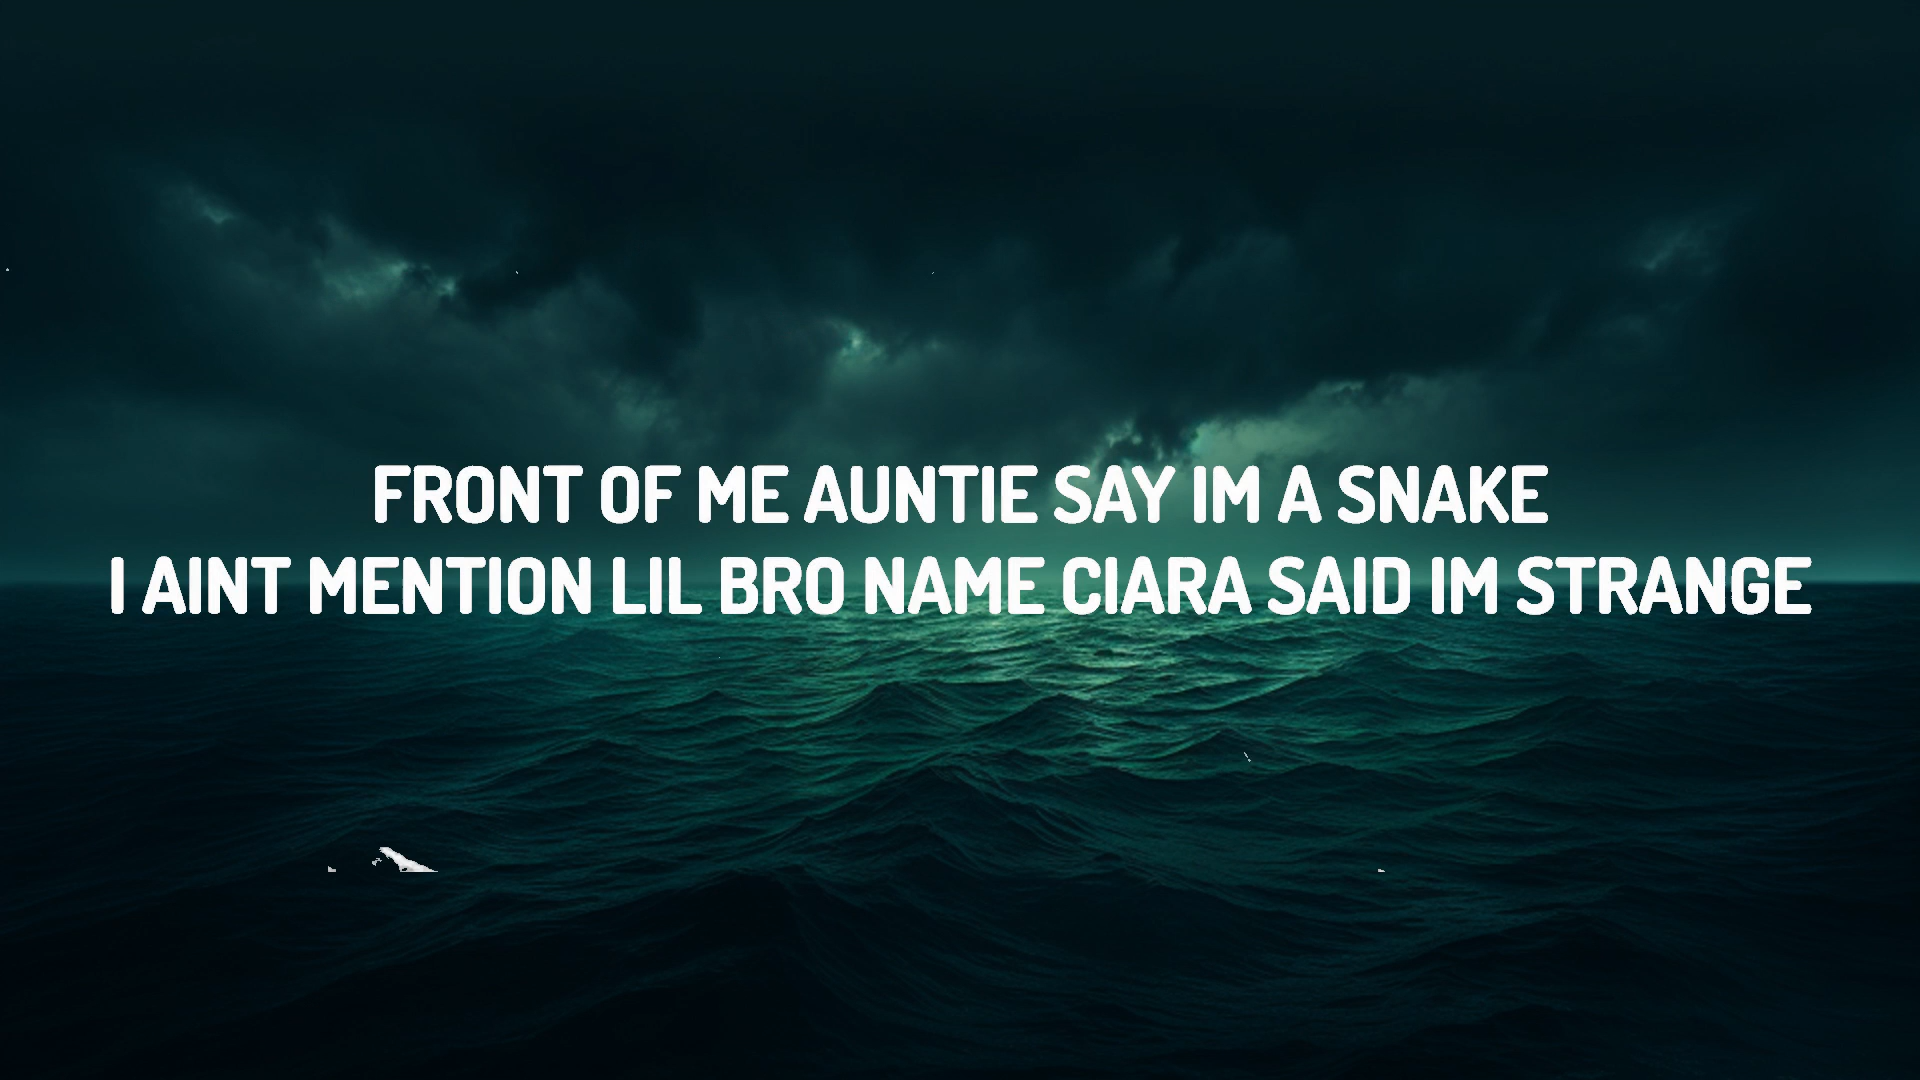 FRONT OF ME AUNTIE SAY IM A SNAKE
I AINT MENTION LIL BRO NAME CIARA SAID IM STRANGE